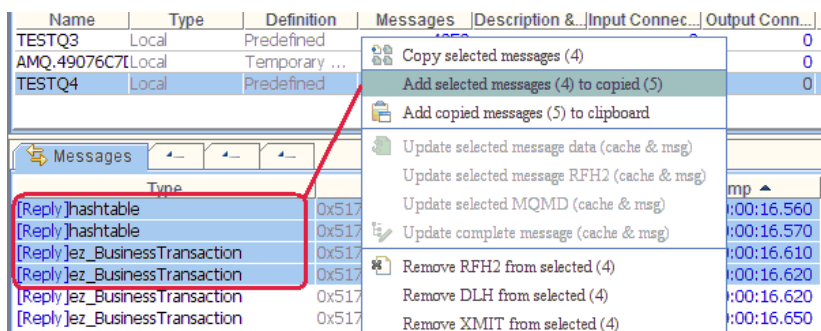 Name Type Definition Messages Description &... Input Connec... Output Conn...
TESTQ3 Local Predefined 0
AMQ.49076C7 Local Temporary ... 0
TESTQ4 Local Predefined 0
Copy selected messages (4)
Add selected messages (4) to copied (5)
Add copied messages (5) to clipboard
Update selected message data (cache & msg)
Update selected message RFH2 (cache & msg)
Update selected MQMD (cache & msg)
Update complete message (cache & msg)
Remove RFH2 from selected (4)
Remove DLH from selected (4)
Remove XMIT from selected (4)
Messages
Type mp
[Reply]hashtable 0x517 :00:16.560
[Reply]hashtable 0x517 :00:16.570
[Reply]ez_BusinessTransaction 0x517 :00:16.610
[Reply]ez_BusinessTransaction 0x517 :00:16.620
[Reply]ez_BusinessTransaction 0x517 :00:16.620
[Reply]ez_BusinessTransaction 0x517 :00:16.650